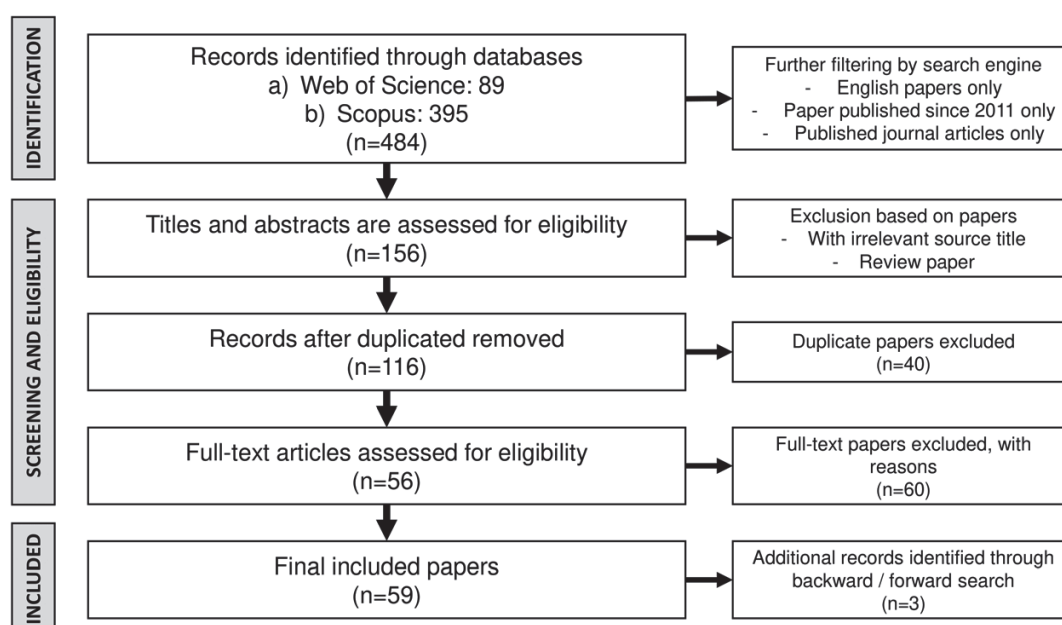 IDENTIFICATION
Records identified through databases
a) Web of Science: 89
b) Scopus: 395
(n=484)
Further filtering by search engine
- English papers only
- Paper published since 2011 only
- Published journal articles only
SCREENING AND ELIGIBILITY
Titles and abstracts are assessed for eligibility
(n=156)
Exclusion based on papers
- With irrelevant source title
- Review paper
Records after duplicated removed
(n=116)
Duplicate papers excluded
(n=40)
Full-text articles assessed for eligibility
(n=56)
Full-text papers excluded, with
reasons
(n=60)
INCLUDED
Final included papers
(n=59)
Additional records identified through
backward / forward search
(n=3)